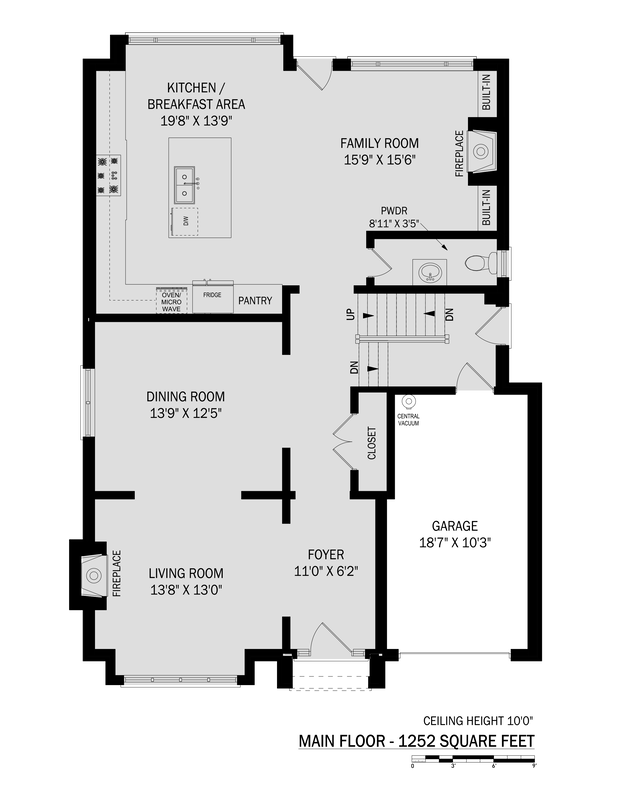 KITCHEN /
BREAKFAST AREA
19'8" X 13'9"
BUILT-IN
FAMILY ROOM
15'9" X 15'6"
FIREPLACE
D/W
BUILT-IN
PWDR
8'11" X 3'5"
OVEN/
MICRO
WAVE
FRIDGE
PANTRY
UP
DN
DN
DINING ROOM
13'9" X 12'5"
CENTRAL
VACUUM
CLOSET
GARAGE
18'7" X 10'3"
FOYER
11'0" X 6'2"
FIREPLACE
LIVING ROOM
13'8" X 13'0"
CEILING HEIGHT 10'0"
MAIN FLOOR - 1252 SQUARE FEET
0 3' 6' 9'